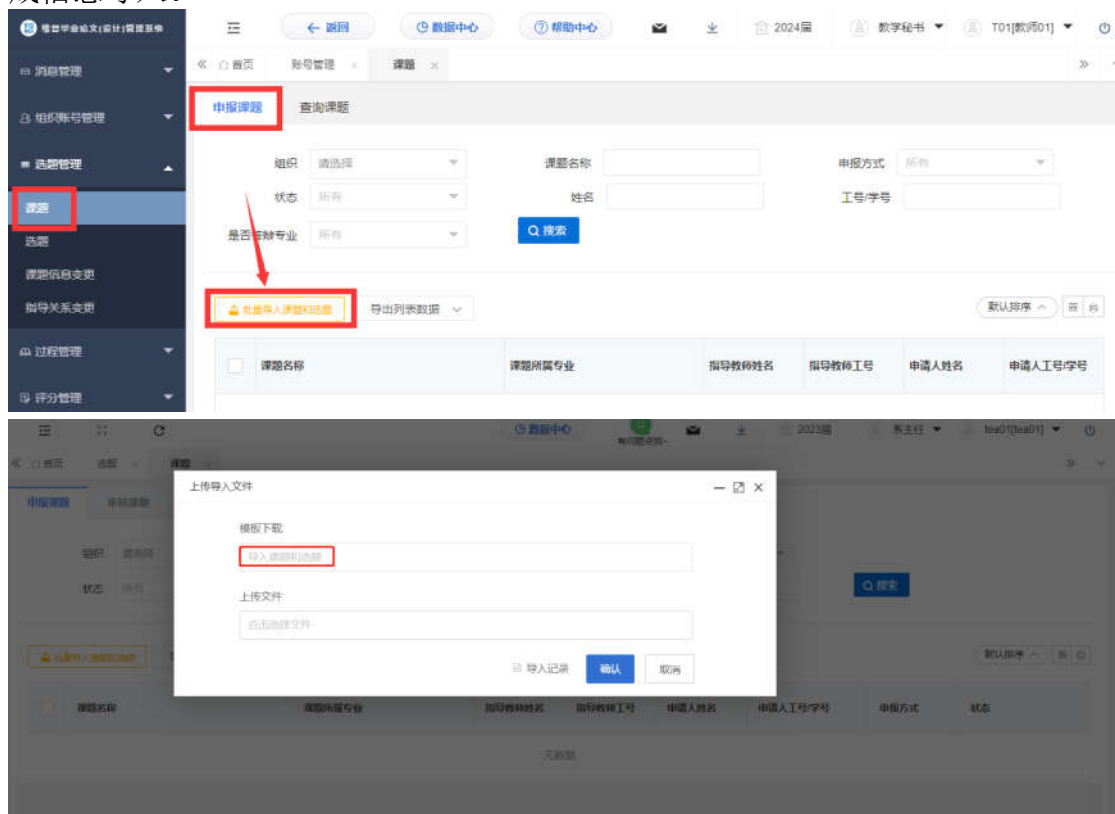 维普毕业论文(设计)管理系统
返回 数据中心 帮助中心 2024届 数学秘书 T01[教师01]
消息管理
首页 账号管理 课题
组织账号管理
申报课题 查询课题
选题管理
组织 请选择 课题名称 申报方式 所有
课题
状态 所有 姓名 工号/学号
选题
是否答辩专业 所有 搜索
课题信息变更
指导关系变更
批量导入课题和选题 导出列表数据 默认排序
过程管理
课题名称 课题所属专业 指导教师姓名 指导教师工号 申请人姓名 申请人工号/学号
评分管理
数据中心 2023届 系主任 tea01[tea01]
首页 选题 课题
申报课题 审核课题
上传导入文件
模板下载:
导入课题和选题
组织 请选择
状态 所有 搜索
上传文件
点击选择文件
导入记录 确认 取消
批量导入课题和选题 默认排序
课题名称 课题所属专业 指导教师姓名 指导教师工号 申请人姓名 申请人工号/学号 申报方式 状态
无数据